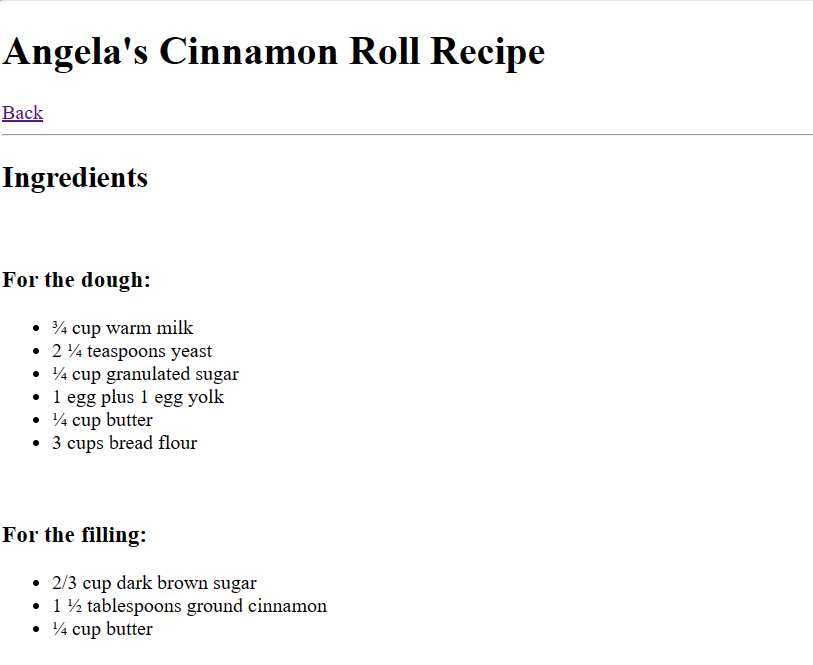 Angela's Cinnamon Roll Recipe
Back
Ingredients
For the dough:
¾ cup warm milk
2 ¼ teaspoons yeast
¼ cup granulated sugar
1 egg plus 1 egg yolk
¼ cup butter
3 cups bread flour
For the filling:
2/3 cup dark brown sugar
1 ½ tablespoons ground cinnamon
¼ cup butter